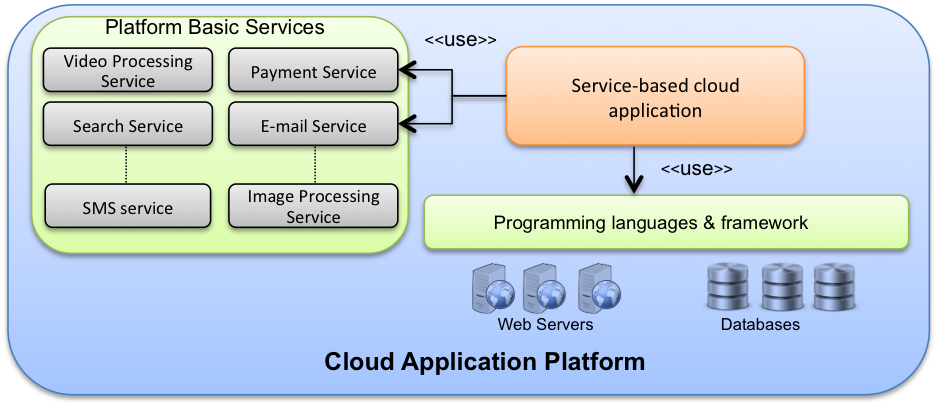 Platform Basic Services
Video Processing
Service
Payment Service
Search Service
E-mail Service
SMS service
Image Processing
Service
<<use>>
Service-based cloud
application
<<use>>
Programming languages & framework
Web Servers
Databases
Cloud Application Platform